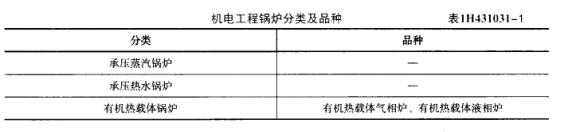 机电工程锅炉分类及品种 表1H431031-1
分类 品种
承压蒸汽锅炉 —
承压热水锅炉 —
有机热载体锅炉 有机热载体气相炉、有机热载体液相炉